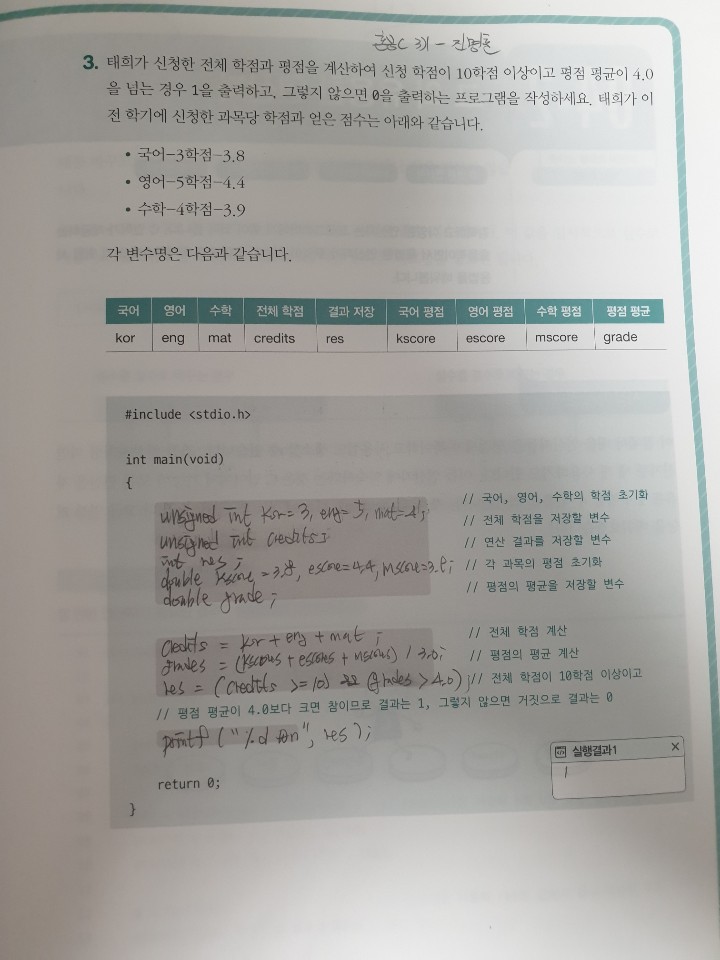 혼공C 3기 - 진명훈
3. 태희가 신청한 전체 학점과 평점을 계산하여 신청 학점이 10학점 이상이고 평점 평균이 4.0
을 넘는 경우 1을 출력하고, 그렇지 않으면 0을 출력하는 프로그램을 작성하세요. 태희가 이
전 학기에 신청한 과목당 학점과 얻은 점수는 아래와 같습니다.
• 국어-3학점-3.8
• 영어-5학점-4.4
• 수학-4학점-3.9
각 변수명은 다음과 같습니다.
국어 영어 수학 전체 학점 결과 저장 국어 평점 영어 평점 수학 평점 평점 평균
kor eng mat credits res kscore escore mscore grade
#include <stdio.h>
int main(void)
{
unsigned int kor=3, eng=5, mat=4; // 국어, 영어, 수학의 학점 초기화
unsigned int credits; // 전체 학점을 저장할 변수
int res; // 연산 결과를 저장할 변수
double kscore=3.8, escore=4.4, mscore=3.9; // 각 과목의 평점 초기화
double grade; // 평점의 평균을 저장할 변수
credits = kor + eng + mat; // 전체 학점 계산
grades = (kscores + escores + mscores) / 3.0; // 평점의 평균 계산
res = (credits >= 10) && (grades > 4.0); // 전체 학점이 10학점 이상이고
// 평점 평균이 4.0보다 크면 참이므로 결과는 1, 그렇지 않으면 거짓으로 결과는 0
printf("%d \n", res);
return 0;
}
실행결과1 ×
1